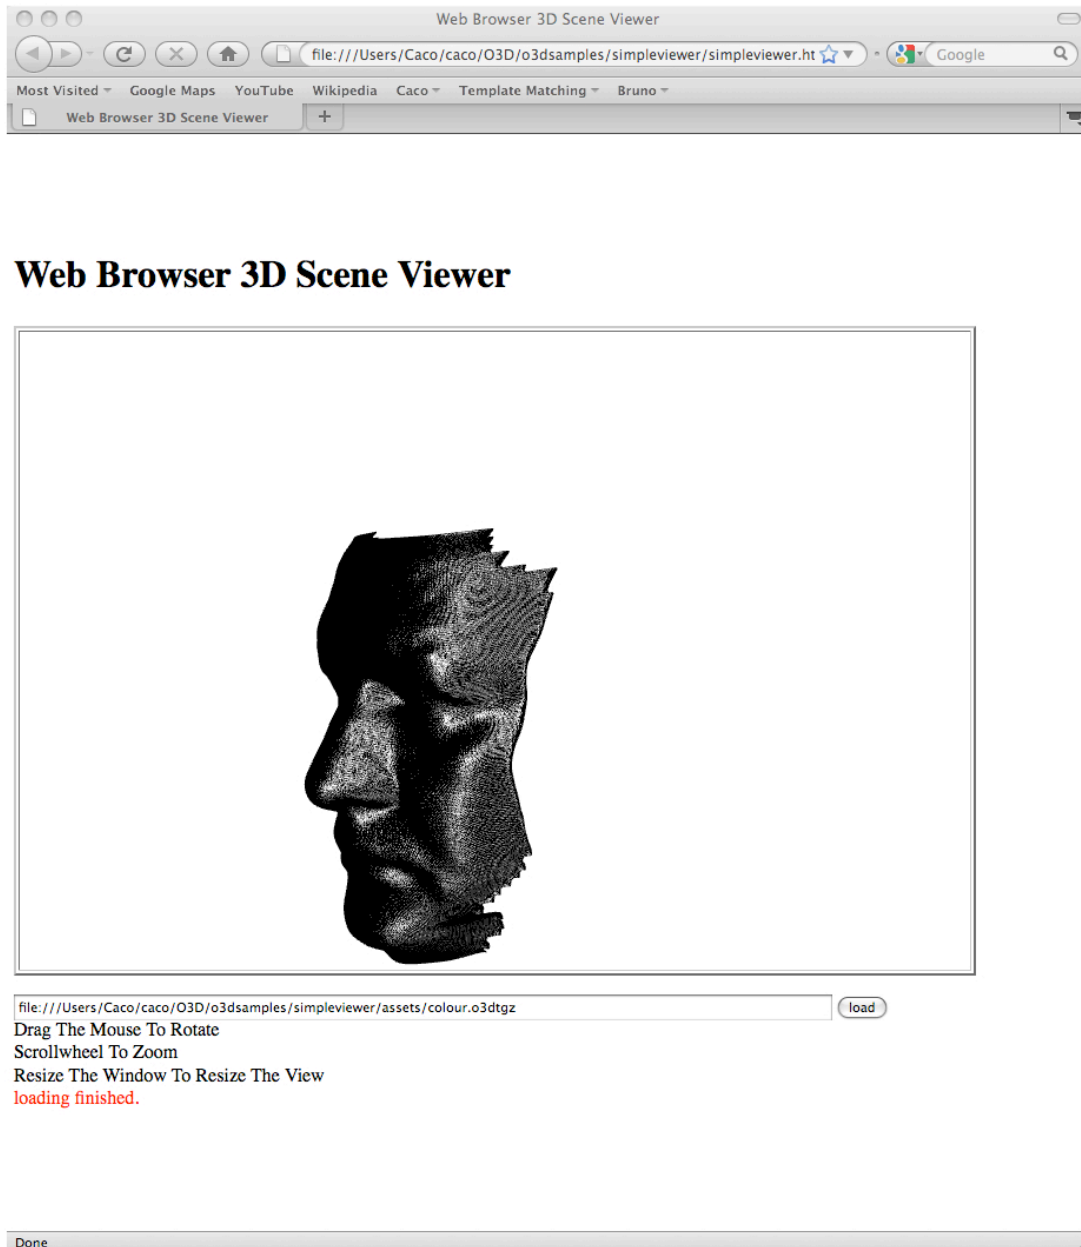 Web Browser 3D Scene Viewer
file:///Users/Caco/caco/O3D/o3dsamples/simpleviewer/simpleviewer.ht
Google
Most Visited Google Maps YouTube Wikipedia Caco Template Matching Bruno
Web Browser 3D Scene Viewer
Web Browser 3D Scene Viewer
file:///Users/Caco/caco/O3D/o3dsamples/simpleviewer/assets/colour.o3dtgz
load
Drag The Mouse To Rotate
Scrollwheel To Zoom
Resize The Window To Resize The View
loading finished.
Done